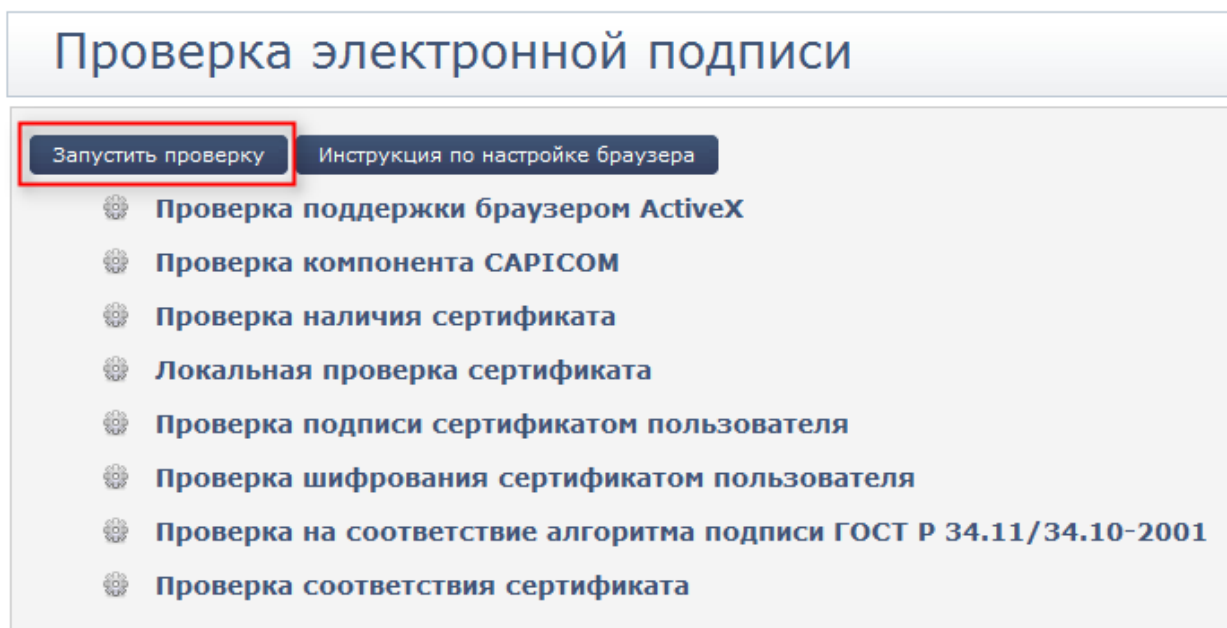 Проверка электронной подписи
Запустить проверку Инструкция по настройке браузера
Проверка поддержки браузером ActiveX
Проверка компонента CAPICOM
Проверка наличия сертификата
Локальная проверка сертификата
Проверка подписи сертификатом пользователя
Проверка шифрования сертификатом пользователя
Проверка на соответствие алгоритма подписи ГОСТ Р 34.11/34.10-2001
Проверка соответствия сертификата